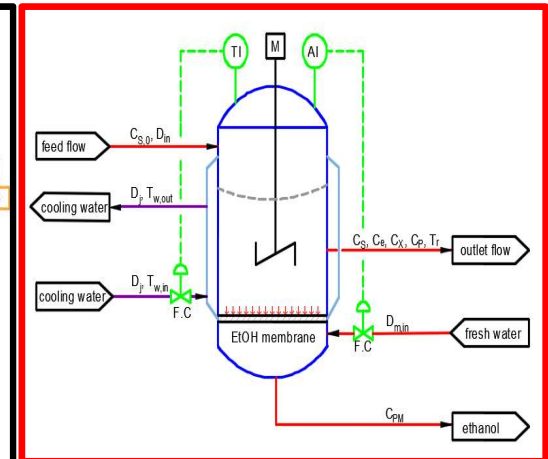 TI
M
AI
C_S,0, D_in
feed flow
D_j, T_w,out
cooling water
C_S, C_e, C_X, C_P, T_r
outlet flow
D_j, T_w,in
cooling water
F.C
EtOH membrane
D_m,in
fresh water
F.C
C_PM
ethanol